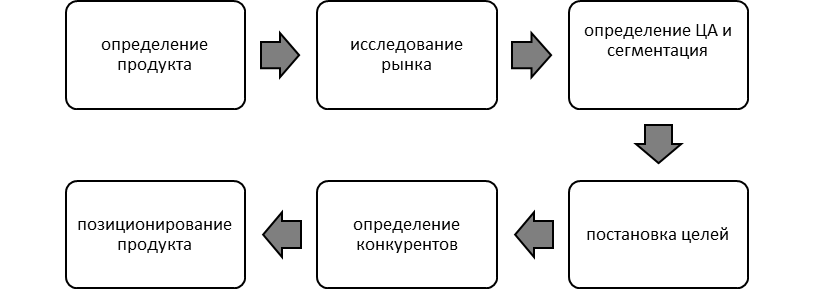 определение
продукта
исследование
рынка
определение ЦА и
сегментация
постановка целей
определение
конкурентов
позиционирование
продукта